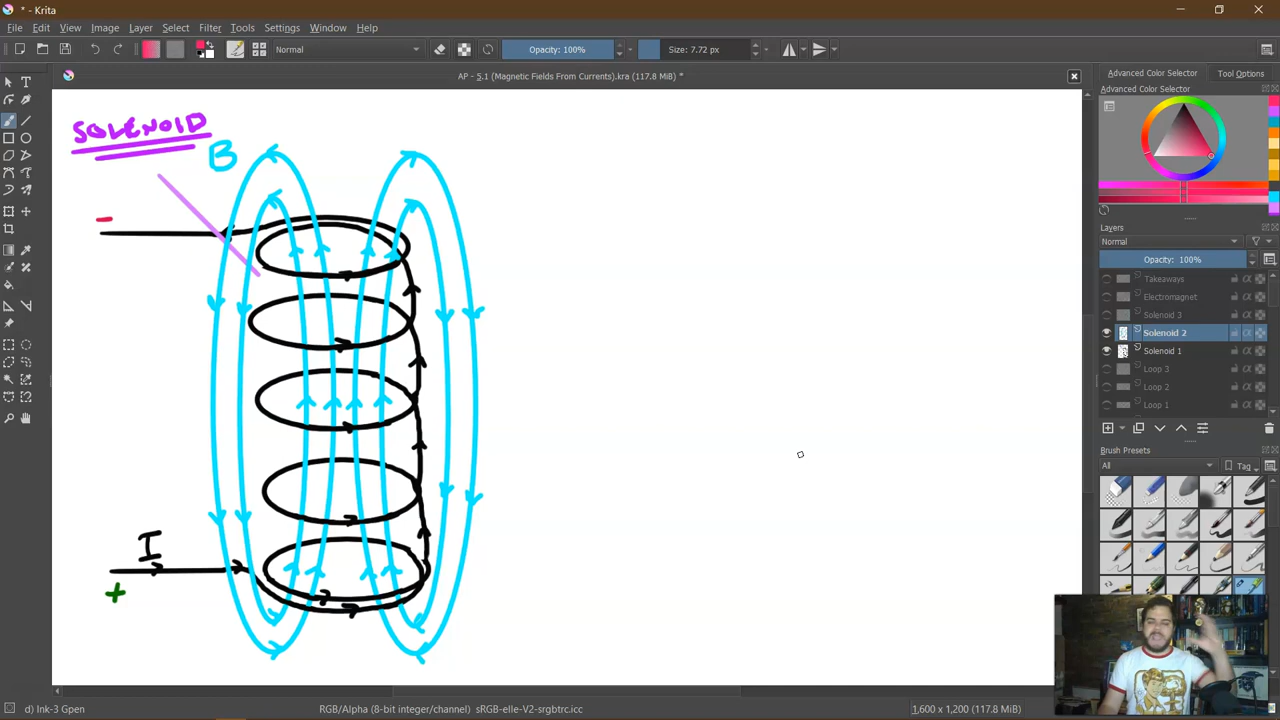 * - Krita
File Edit View Image Layer Select Filter Tools Settings Window Help
Normal Opacity: 100% Size: 7.72 px
AP - 5.1 (Magnetic Fields From Currents).kra (117.8 MiB) *
Advanced Color Selector Tool Options
Advanced Color Selector
SOLENOID
B
-
I
+
Layers
Normal
Opacity: 100%
Takeaways
Electromagnet
Solenoid 3
Solenoid 2
Solenoid 1
Loop 3
Loop 2
Loop 1
Brush Presets
All Tag
d) Ink-3 Gpen RGB/Alpha (8-bit integer/channel) sRGB-elle-V2-srgbtrc.icc 1,600 x 1,200 (117.8 MiB)